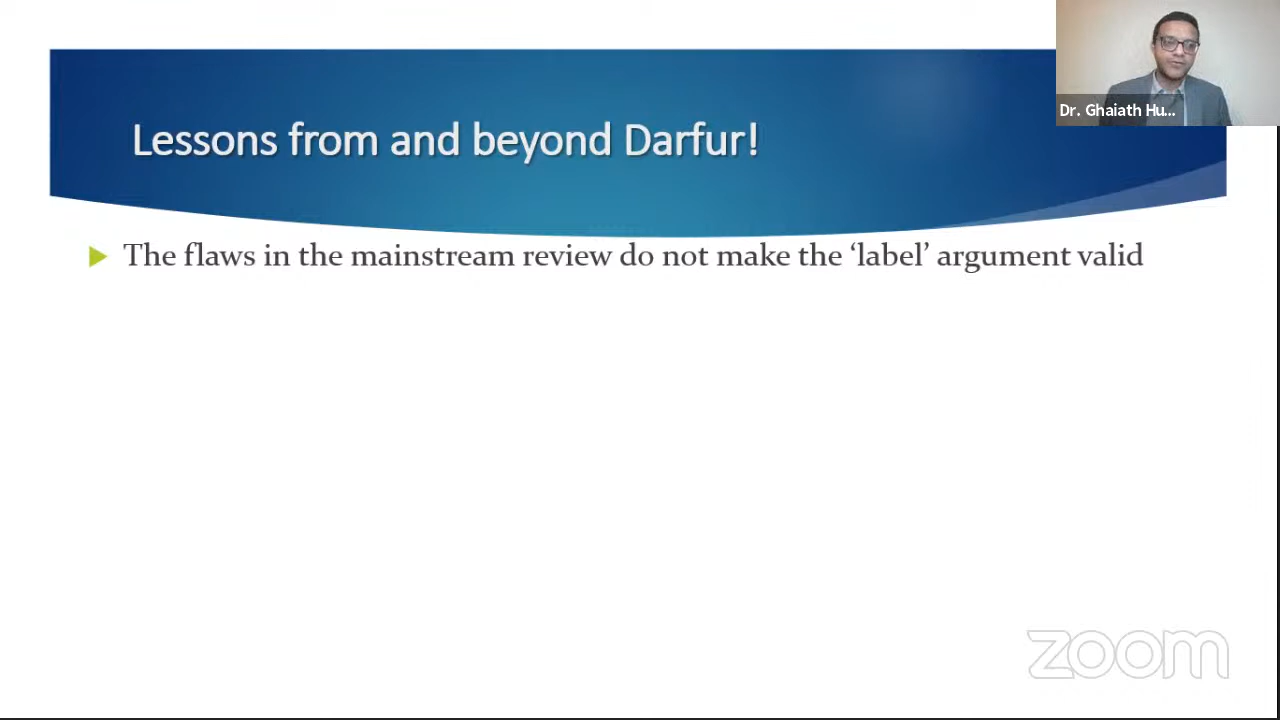 Dr. Ghaiath Hu...
Lessons from and beyond Darfur!
The flaws in the mainstream review do not make the ‘label’ argument valid
zoom